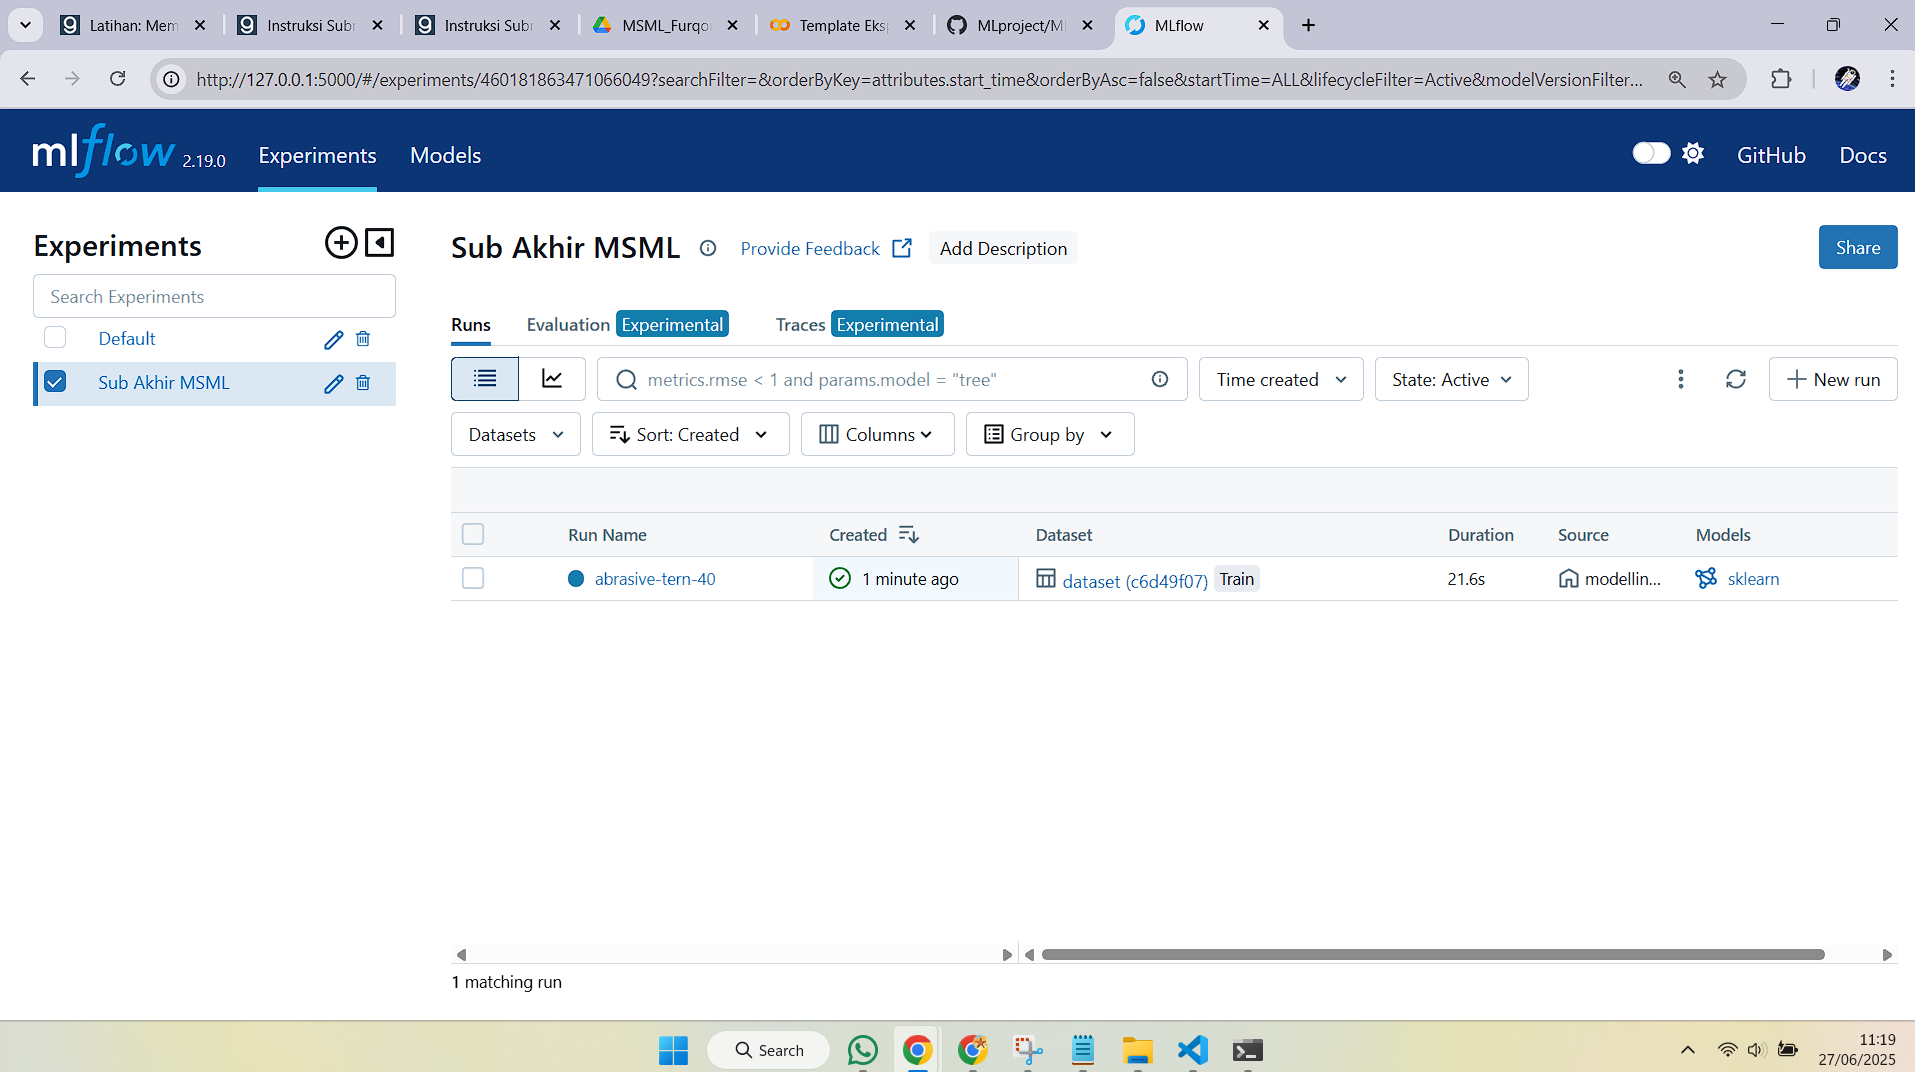 Latihan: Mem
Instruksi Subr
Instruksi Subr
MSML_Furqo
Template Eks
MLproject/Ml
MLflow
http://127.0.0.1:5000/#/experiments/460181863471066049?searchFilter=&orderByKey=attributes.start_time&orderByAsc=false&startTime=ALL&lifecycleFilter=Active&modelVersionFilter...
mlflow 2.19.0
Experiments
Models
GitHub
Docs
Experiments
Search Experiments
Default
Sub Akhir MSML
Sub Akhir MSML
Provide Feedback
Add Description
Share
Runs
Evaluation Experimental
Traces Experimental
metrics.rmse < 1 and params.model = "tree"
Time created
State: Active
New run
Datasets
Sort: Created
Columns
Group by
Run Name
Created
Dataset
Duration
Source
Models
abrasive-tern-40
1 minute ago
dataset (c6d49f07) Train
21.6s
modellin...
sklearn
1 matching run
Search
11:19
27/06/2025